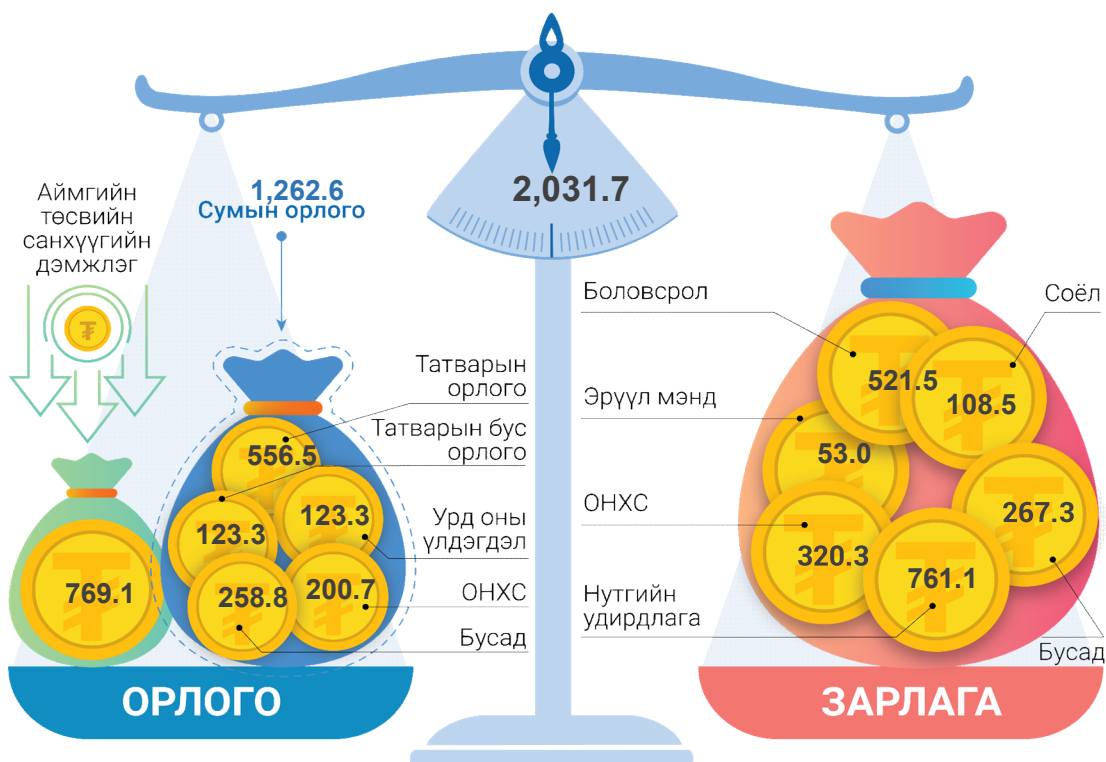 Аймгийн
төсвийн
санхүүгийн
дэмжлэг
₮
1,262.6
Сумын орлого
2,031.7
Татварын
орлого
Татварын бус
орлого
Урд оны
үлдэгдэл
ОНХС
Бусад
769.1
556.5
123.3
123.3
258.8
200.7
ОРЛОГО
Боловсрол
Соёл
Эрүүл мэнд
ОНХС
Нутгийн
удирдлага
Бусад
521.5
108.5
53.0
267.3
320.3
761.1
ЗАРЛАГА